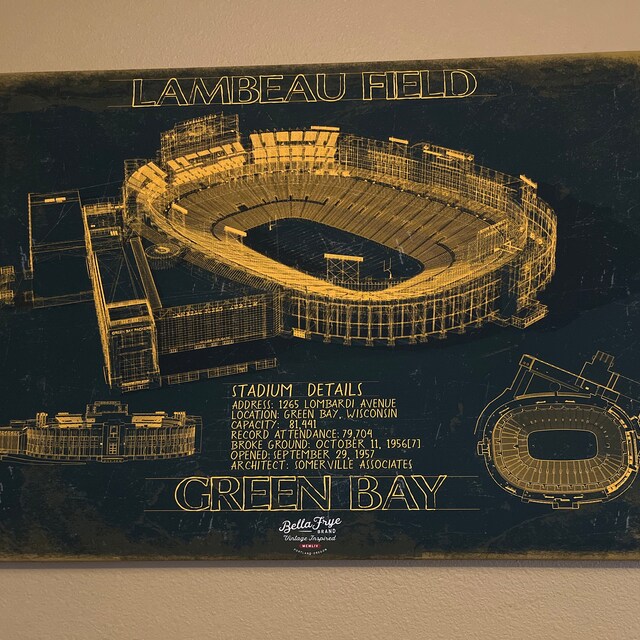 LAMBEAU FIELD
STADIUM DETAILS
ADDRESS: 1265 LOMBARDI AVENUE
LOCATION: GREEN BAY, WISCONSIN
CAPACITY: 81,441
RECORD ATTENDANCE: 79,704
BROKE GROUND: OCTOBER 11, 1956[7]
OPENED: SEPTEMBER 29, 1957
ARCHITECT: SOMERVILLE ASSOCIATES
GREEN BAY
Bella Frye
BRAND
Vintage Inspired